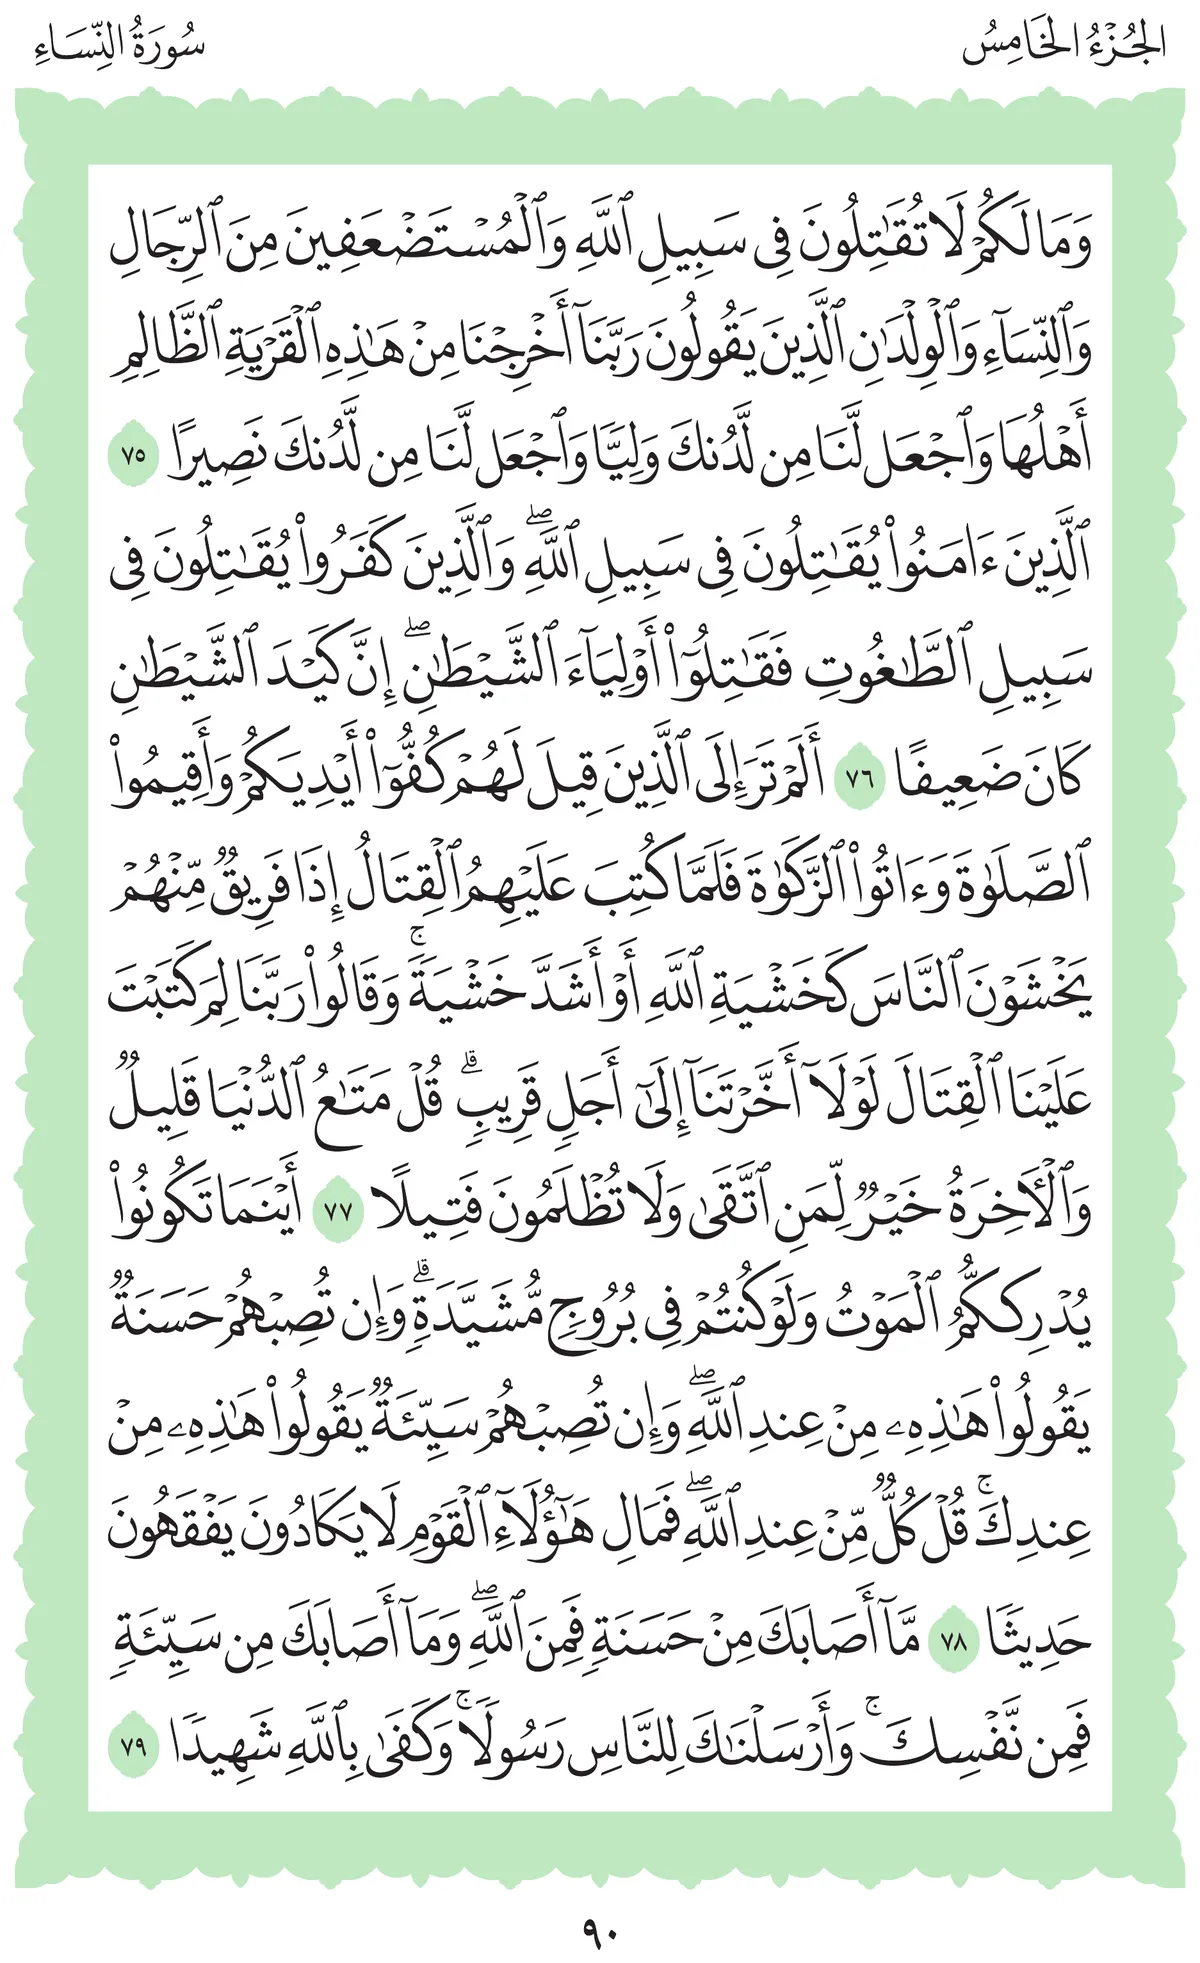 الجُزْءُ الخَامِسُ
سُورَةُ النِّسَاءِ
وَمَا لَكُمْ لَا تُقَٰتِلُونَ فِى سَبِيلِ ٱللَّهِ وَٱلْمُسْتَضْعَفِينَ مِنَ ٱلرِّجَالِ
وَٱلنِّسَآءِ وَٱلْوِلْدَٰنِ ٱلَّذِينَ يَقُولُونَ رَبَّنَآ أَخْرِجْنَا مِنْ هَٰذِهِ ٱلْقَرْيَةِ ٱلظَّالِمِ
أَهْلُهَا وَٱجْعَل لَّنَا مِن لَّدُنكَ وَلِيًّا وَٱجْعَل لَّنَا مِن لَّدُنكَ نَصِيرًا ٧٥
ٱلَّذِينَ ءَامَنُوا۟ يُقَٰتِلُونَ فِى سَبِيلِ ٱللَّهِۖ وَٱلَّذِينَ كَفَرُوا۟ يُقَٰتِلُونَ فِى
سَبِيلِ ٱلطَّٰغُوتِ فَقَٰتِلُوٓا۟ أَوْلِيَآءَ ٱلشَّيْطَٰنِۖ إِنَّ كَيْدَ ٱلشَّيْطَٰنِ
كَانَ ضَعِيفًا ٧٦ أَلَمْ تَرَ إِلَى ٱلَّذِينَ قِيلَ لَهُمْ كُفُّوٓا۟ أَيْدِيَكُمْ وَأَقِيمُوا۟
ٱلصَّلَوٰةَ وَءَاتُوا۟ ٱلزَّكَوٰةَ فَلَمَّا كُتِبَ عَلَيْهِمُ ٱلْقِتَالُ إِذَا فَرِيقٌ مِّنْهُمْ
يَخْشَوْنَ ٱلنَّاسَ كَخَشْيَةِ ٱللَّهِ أَوْ أَشَدَّ خَشْيَةًۚ وَقَالُوا۟ رَبَّنَا لِمَ كَتَبْتَ
عَلَيْنَا ٱلْقِتَالَ لَوْلَآ أَخَّرْتَنَآ إِلَىٰٓ أَجَلٍ قَرِيبٍۗ قُلْ مَتَٰعُ ٱلدُّنْيَا قَلِيلٌ
وَٱلْـَٔاخِرَةُ خَيْرٌ لِّمَنِ ٱتَّقَىٰ وَلَا تُظْلَمُونَ فَتِيلًا ٧٧ أَيْنَمَا تَكُونُوا۟
يُدْرِككُّمُ ٱلْمَوْتُ وَلَوْ كُنتُمْ فِى بُرُوجٍ مُّشَيَّدَةٍۗ وَإِن تُصِبْهُمْ حَسَنَةٌ
يَقُولُوا۟ هَٰذِهِۦ مِنْ عِندِ ٱللَّهِۖ وَإِن تُصِبْهُمْ سَيِّئَةٌ يَقُولُوا۟ هَٰذِهِۦ مِنْ
عِندِكَۚ قُلْ كُلٌّ مِّنْ عِندِ ٱللَّهِۖ فَمَالِ هَٰٓؤُلَآءِ ٱلْقَوْمِ لَا يَكَادُونَ يَفْقَهُونَ
حَدِيثًا ٧٨ مَّآ أَصَابَكَ مِنْ حَسَنَةٍ فَمِنَ ٱللَّهِۖ وَمَآ أَصَابَكَ مِن سَيِّئَةٍ
فَمِن نَّفْسِكَۚ وَأَرْسَلْنَٰكَ لِلنَّاسِ رَسُولًاۚ وَكَفَىٰ بِٱللَّهِ شَهِيدًا ٧٩
٩٠